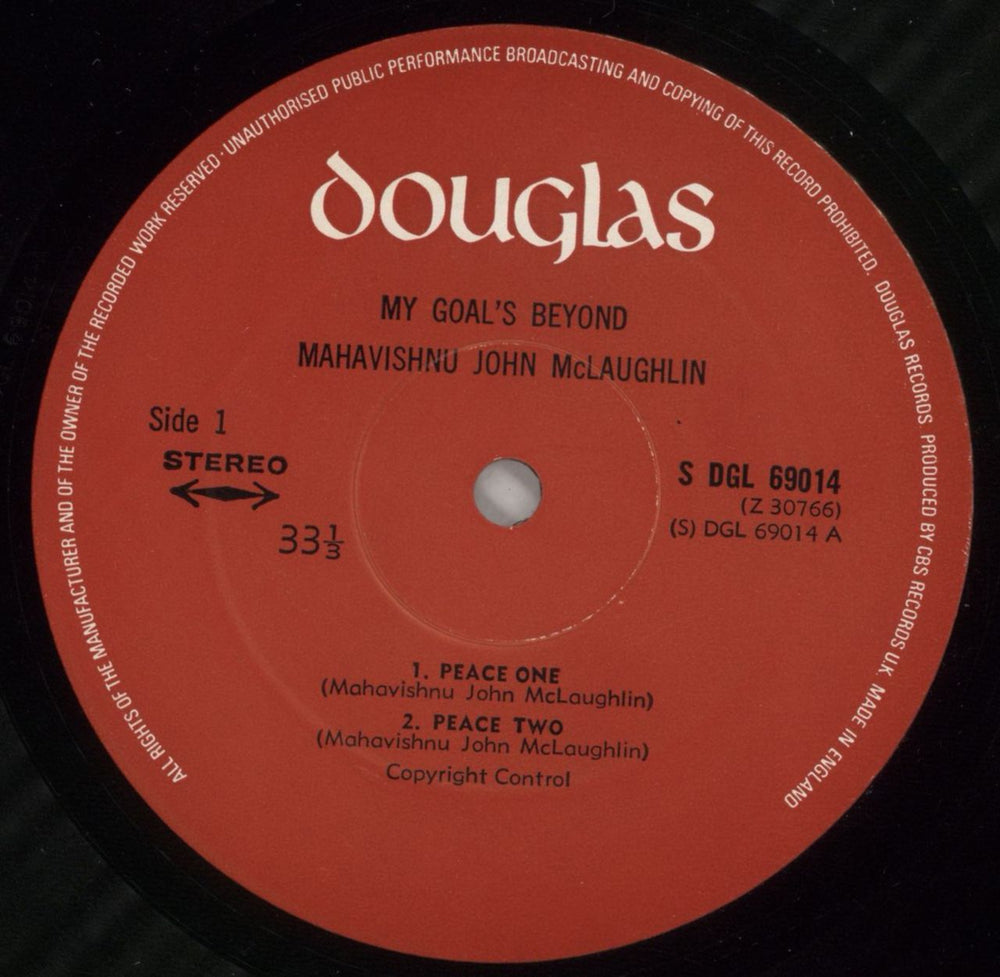 ALL RIGHTS OF THE MANUFACTURER AND OF THE OWNER OF THE RECORDED WORK RESERVED · UNAUTHORISED PUBLIC PERFORMANCE BROADCASTING AND COPYING OF THIS RECORD PROHIBITED. DOUGLAS RECORDS. PRODUCED BY CBS RECORDS U.K. MADE IN ENGLAND
douglas
MY GOAL'S BEYOND
MAHAVISHNU JOHN McLAUGHLIN
Side 1
STEREO
33⅓
S DGL 69014
(Z 30766)
(S) DGL 69014 A
1. PEACE ONE
(Mahavishnu John McLaughlin)
2. PEACE TWO
(Mahavishnu John McLaughlin)
Copyright Control